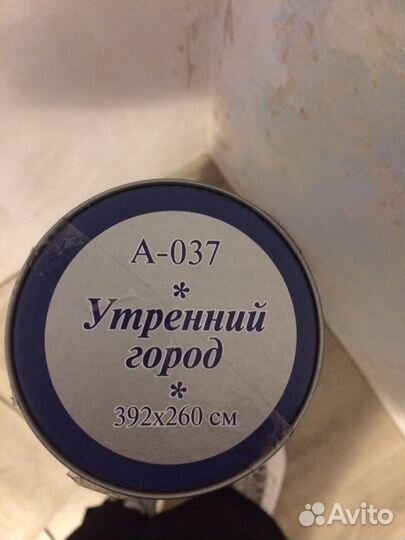 А-037
*
Утренний
город
*
392х260 см
Avito